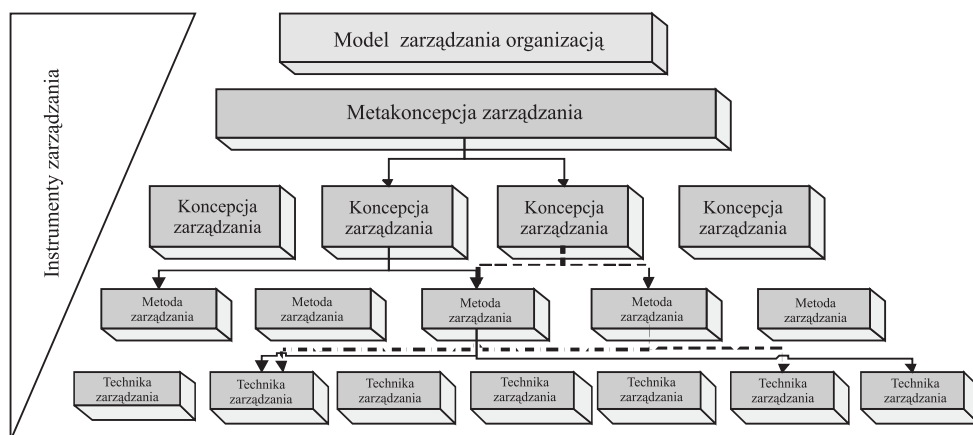 Instrumenty zarządzania
Model zarządzania organizacją
Metakoncepcja zarządzania
Koncepcja
zarządzania
Koncepcja
zarządzania
Koncepcja
zarządzania
Koncepcja
zarządzania
Metoda
zarządzania
Metoda
zarządzania
Metoda
zarządzania
Metoda
zarządzania
Metoda
zarządzania
Technika
zarządzania
Technika
zarządzania
Technika
zarządzania
Technika
zarządzania
Technika
zarządzania
Technika
zarządzania
Technika
zarządzania